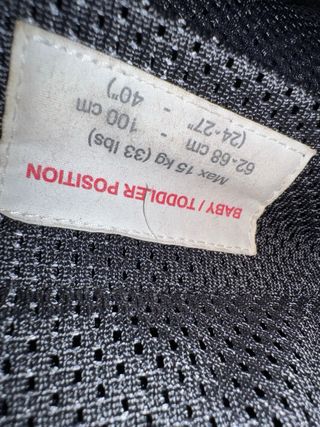 BABY / TODDLER POSITION
Max 15 kg (33 lbs)
62-68 cm - 100 cm
(24-27" - 40")